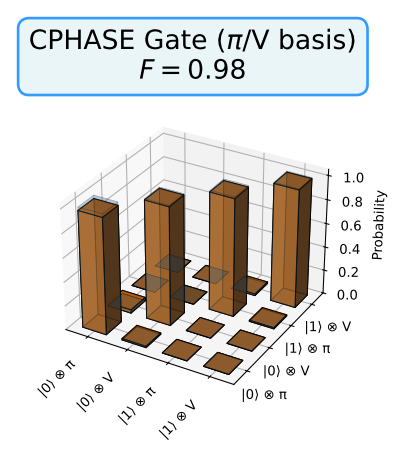 CPHASE Gate (π/V basis)
F = 0.98
1.0
0.8
0.6
0.4
0.2
0.0
Probability
|0⟩ ⊗ π
|0⟩ ⊗ V
|1⟩ ⊗ π
|1⟩ ⊗ V
|1⟩ ⊗ V
|1⟩ ⊗ π
|0⟩ ⊗ V
|0⟩ ⊗ π